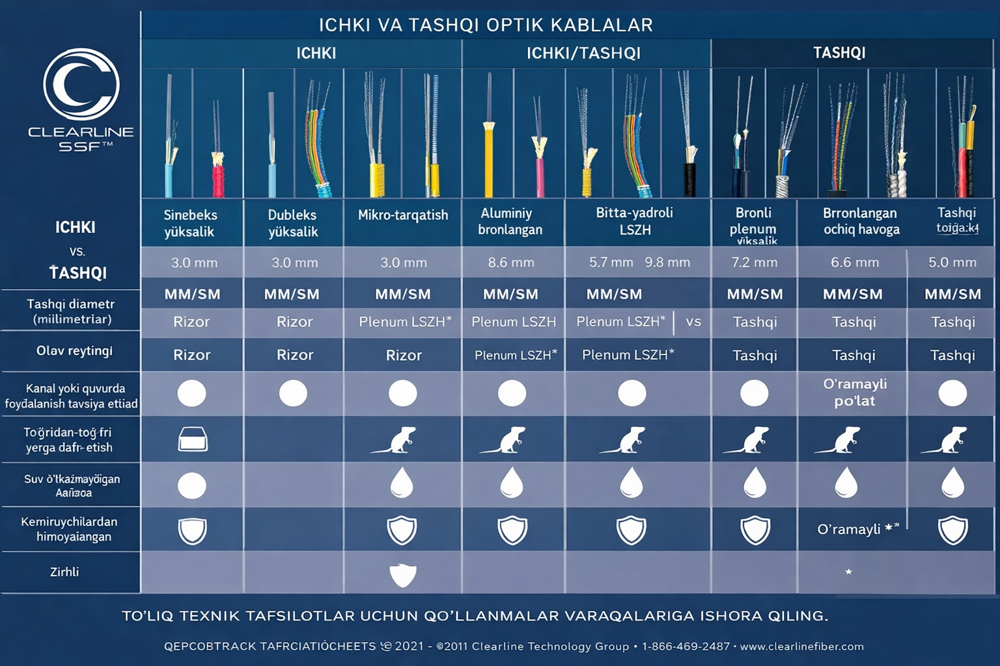 ICHKI VA TASHQI OPTIK KABLALAR
ICHKI
ICHKI/TASHQI
TASHQI
CLEARLINE
SSF™
ICHKI
VS.
TASHQI
Sinebeks
yüksalik
Dubleks
yüksalik
Mikro-tarqatish
Aluminiy
bronlangan
Bitta-yadroli
LSZH
Bronli
plenum
yüksalik
Brronlangan
ochiq havoga
Tashqi
3.0 mm
3.0 mm
3.0 mm
8.6 mm
5.7 mm 9.8 mm
7.2 mm
6.6 mm
5.0 mm
MM/SM
MM/SM
MM/SM
MM/SM
MM/SM
MM/SM
MM/SM
MM/SM
Tashqi diametr
(miilimetriar)
Rizor
Rizor
Plenum LSZH*
Plenum LSZH
Plenum LSZH* | vs
Tashqi
Tashqi
Tashqi
Olav reytingi
Rizor
Rizor
Rizor
Plenum LSZH*
Plenum LSZH*
Tashqi
Tashqi
Tashqi
Kanal yoki quvurda
foydalanish tavsiya ettiad
O'ramayli
po'lat
Toğridan-toğ fri
yerga dafr- etish
Suv
Kemiruychilardan
himoyaiangan
O'ramayli **
Zirhli
*
TO'LIQ TEXNIK TAFSILOTLAR UCHUN QO'LLANMALAR VARAQALARIGA ISHORA QILING.
QEPCOBTRACK TAFRCIATIÓCHEETS 2021 - ©2011 Clearline Technology Group • 1-866-469-2487 • www.clearlinefiber.com